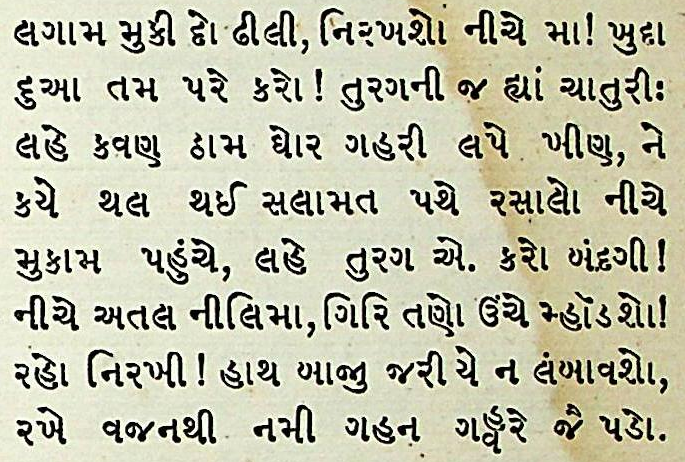 લગામ મુકી દ્યો ઢીલી, નિરખશો નીચે મા! ખુદા
દુઆ તમ પરે કરો! તુરગની જ હ્યાં ચાતુરીઃ
લહે કવણ ઠામ ઘોર ગહરી લપે ખીણ, ને
કયે થલ થઈ સલામત પથે રસાલો નીચે
મુકામ પહુંચે, લહે તુરગ એ. કરો બંદગી!
નીચે અતલ નીલિમા, ગિરિ તણો ઉંચે મ્હોંડશો!
રહો નિરખી! હાથ બાજુ જરી યે ન લંબાવશો,
રખે વજનથી નમી ગહન ગહ્વરે જૈ પડો.